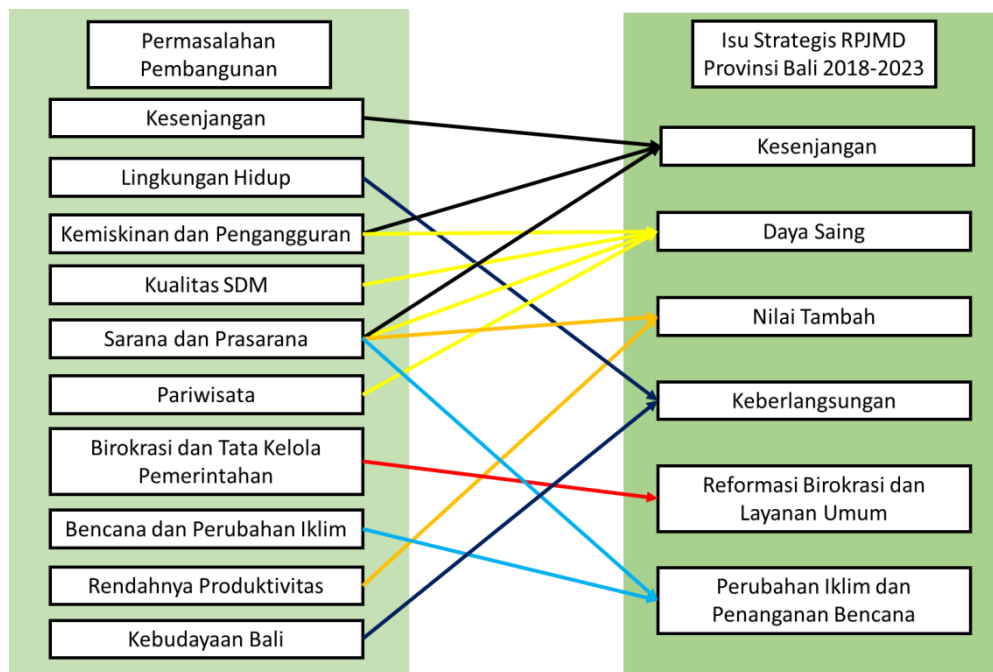 Permasalahan
Pembangunan
Kesenjangan
Lingkungan Hidup
Kemiskinan dan Pengangguran
Kualitas SDM
Sarana dan Prasarana
Pariwisata
Birokrasi dan Tata Kelola
Pemerintahan
Bencana dan Perubahan Iklim
Rendahnya Produktivitas
Kebudayaan Bali
Isu Strategis RPJMD
Provinsi Bali 2018-2023
Kesenjangan
Daya Saing
Nilai Tambah
Keberlangsungan
Reformasi Birokrasi dan
Layanan Umum
Perubahan Iklim dan
Penanganan Bencana